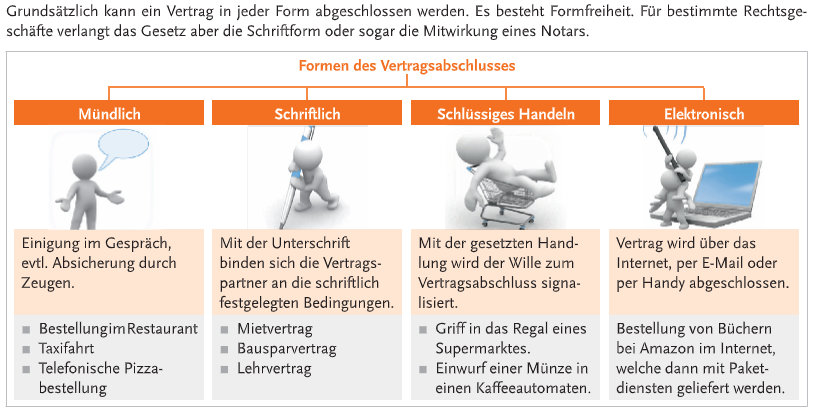 Grundsätzlich kann ein Vertrag in jeder Form abgeschlossen werden. Es besteht Formfreiheit. Für bestimmte Rechtsge-
schäfte verlangt das Gesetz aber die Schriftform oder sogar die Mitwirkung eines Notars.
Formen des Vertragsabschlusses
Mündlich
Einigung im Gespräch,
evtl. Absicherung durch
Zeugen.
■ Bestellung im Restaurant
■ Taxifahrt
■ Telefonische Pizza-
bestellung
Schriftlich
Mit der Unterschrift
binden sich die Vertrags-
partner an die schriftlich
festgelegten Bedingungen.
■ Mietvertrag
■ Bausparvertrag
■ Lehrvertrag
Schlüssiges Handeln
Mit der gesetzten Hand-
lung wird der Wille zum
Vertragsabschluss signa-
lisiert.
■ Griff in das Regal eines
Supermarktes.
■ Einwurf einer Münze in
einen Kaffeeautomaten.
Elektronisch
Vertrag wird über das
Internet, per E-Mail oder
per Handy abgeschlossen.
Bestellung von Büchern
bei Amazon im Internet,
welche dann mit Paket-
diensten geliefert werden.